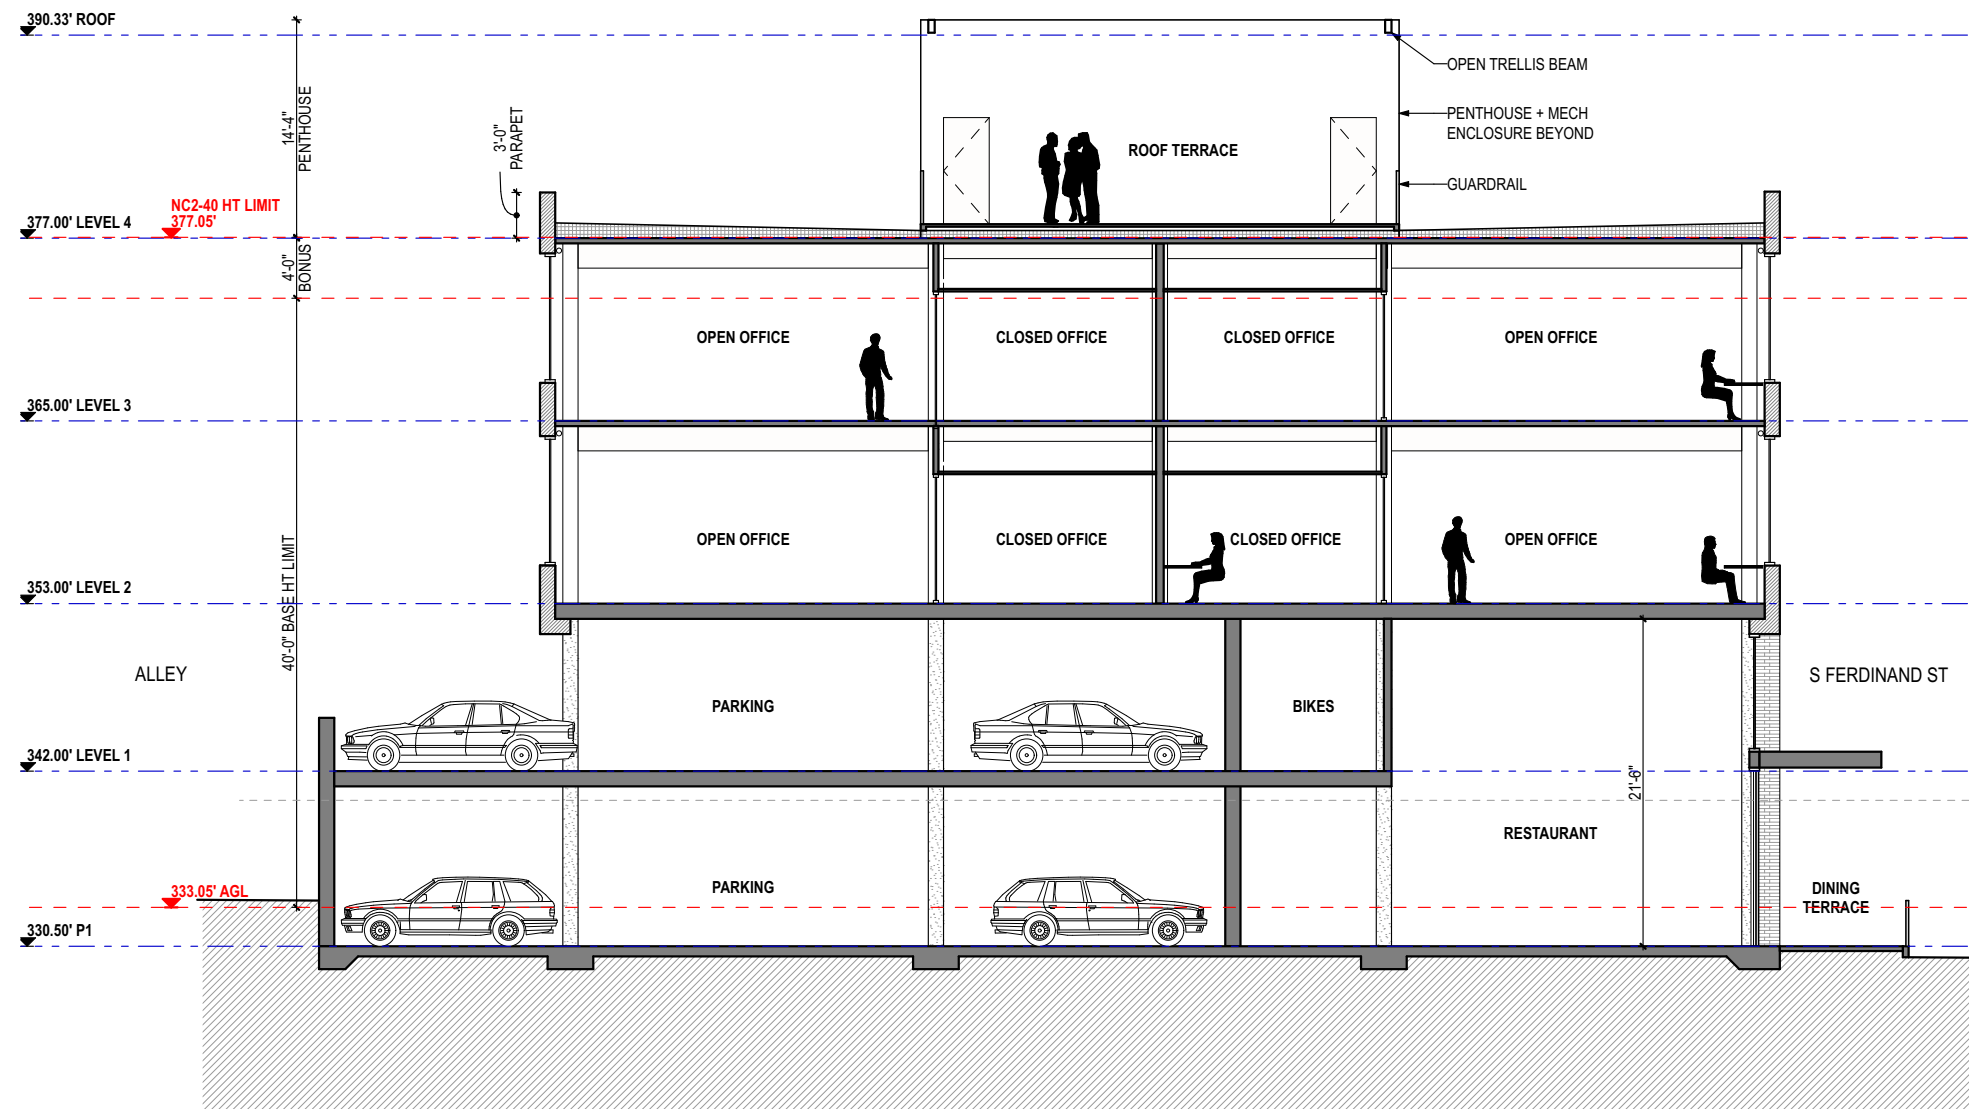 390.33' ROOF
OPEN TRELLIS BEAM
14'-4"
PENTHOUSE
3'-0"
PARAPET
PENTHOUSE + MECH
ENCLOSURE BEYOND
ROOF TERRACE
GUARDRAIL
NC2-40 HT LIMIT
377.05'
377.00' LEVEL 4
4'-0"
BONUS
OPEN OFFICE
CLOSED OFFICE
CLOSED OFFICE
OPEN OFFICE
365.00' LEVEL 3
OPEN OFFICE
CLOSED OFFICE
CLOSED OFFICE
OPEN OFFICE
353.00' LEVEL 2
40'-0" BASE HT LIMIT
ALLEY
S FERDINAND ST
PARKING
BIKES
342.00' LEVEL 1
21'-6"
RESTAURANT
PARKING
333.05' AGL
DINING
TERRACE
330.50' P1